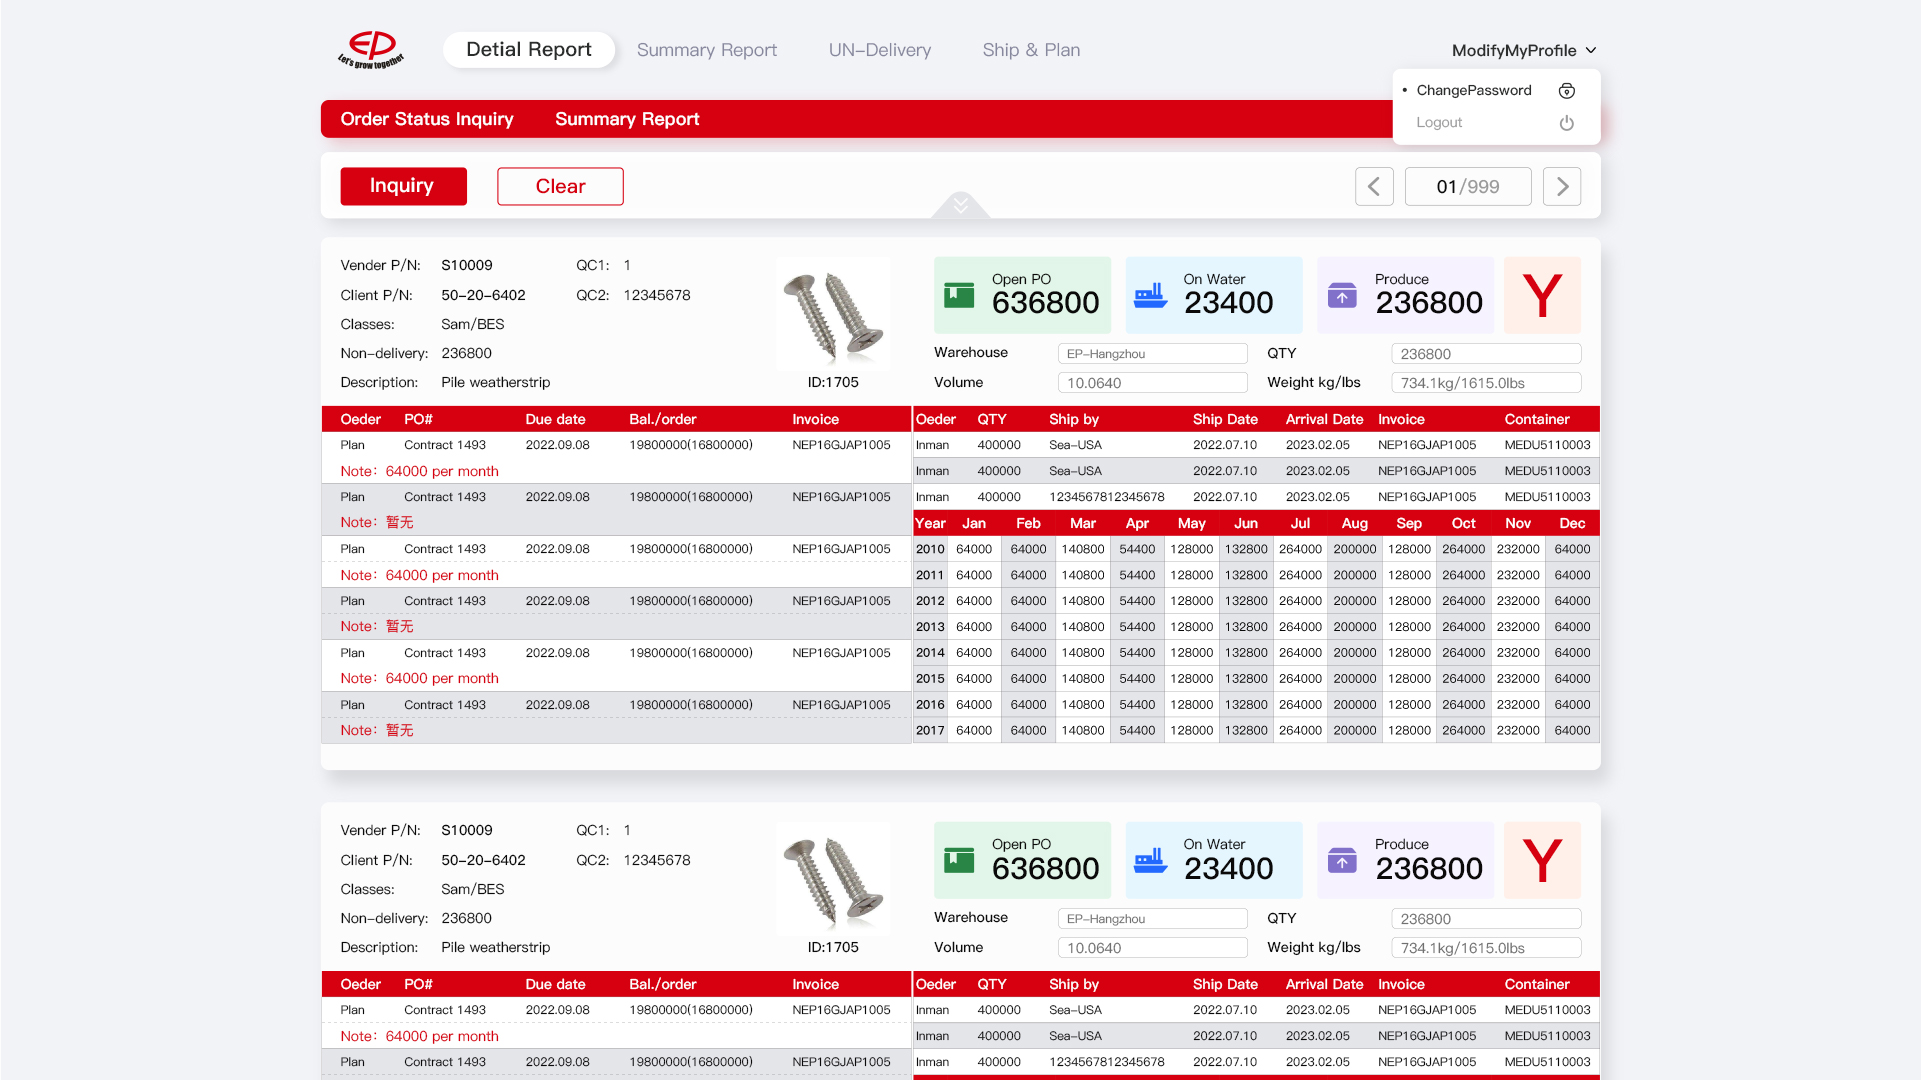 EP
Let's grow together
Detial Report Summary Report UN-Delivery Ship & Plan
ModifyMyProfile
• ChangePassword
Logout
Order Status Inquiry Summary Report
Inquiry Clear 01/999
Vender P/N: S10009 QC1: 1
Client P/N: 50-20-6402 QC2: 12345678
Classes: Sam/BES
Non-delivery: 236800
Description: Pile weatherstrip
ID:1705
Open PO
636800
On Water
23400
Produce
236800
Y
Warehouse EP-Hangzhou QTY 236800
Volume 10.0640 Weight kg/lbs 734.1kg/1615.0lbs
Oeder PO# Due date Bal./order Invoice
Plan Contract 1493 2022.09.08 19800000(16800000) NEP16GJAP1005
Note：64000 per month
Plan Contract 1493 2022.09.08 19800000(16800000) NEP16GJAP1005
Note：暂无
Plan Contract 1493 2022.09.08 19800000(16800000) NEP16GJAP1005
Note：64000 per month
Plan Contract 1493 2022.09.08 19800000(16800000) NEP16GJAP1005
Note：暂无
Plan Contract 1493 2022.09.08 19800000(16800000) NEP16GJAP1005
Note：64000 per month
Plan Contract 1493 2022.09.08 19800000(16800000) NEP16GJAP1005
Note：暂无
Oeder QTY Ship by Ship Date Arrival Date Invoice Container
Inman 400000 Sea-USA 2022.07.10 2023.02.05 NEP16GJAP1005 MEDU5110003
Inman 400000 Sea-USA 2022.07.10 2023.02.05 NEP16GJAP1005 MEDU5110003
Inman 400000 1234567812345678 2022.07.10 2023.02.05 NEP16GJAP1005 MEDU5110003
Year Jan Feb Mar Apr May Jun Jul Aug Sep Oct Nov Dec
2010 64000 64000 140800 54400 128000 132800 264000 200000 128000 264000 232000 64000
2011 64000 64000 140800 54400 128000 132800 264000 200000 128000 264000 232000 64000
2012 64000 64000 140800 54400 128000 132800 264000 200000 128000 264000 232000 64000
2013 64000 64000 140800 54400 128000 132800 264000 200000 128000 264000 232000 64000
2014 64000 64000 140800 54400 128000 132800 264000 200000 128000 264000 232000 64000
2015 64000 64000 140800 54400 128000 132800 264000 200000 128000 264000 232000 64000
2016 64000 64000 140800 54400 128000 132800 264000 200000 128000 264000 232000 64000
2017 64000 64000 140800 54400 128000 132800 264000 200000 128000 264000 232000 64000
Vender P/N: S10009 QC1: 1
Client P/N: 50-20-6402 QC2: 12345678
Classes: Sam/BES
Non-delivery: 236800
Description: Pile weatherstrip
ID:1705
Open PO
636800
On Water
23400
Produce
236800
Y
Warehouse EP-Hangzhou QTY 236800
Volume 10.0640 Weight kg/lbs 734.1kg/1615.0lbs
Oeder PO# Due date Bal./order Invoice
Plan Contract 1493 2022.09.08 19800000(16800000) NEP16GJAP1005
Note：64000 per month
Plan Contract 1493 2022.09.08 19800000(16800000) NEP16GJAP1005
Oeder QTY Ship by Ship Date Arrival Date Invoice Container
Inman 400000 Sea-USA 2022.07.10 2023.02.05 NEP16GJAP1005 MEDU5110003
Inman 400000 Sea-USA 2022.07.10 2023.02.05 NEP16GJAP1005 MEDU5110003
Inman 400000 1234567812345678 2022.07.10 2023.02.05 NEP16GJAP1005 MEDU5110003